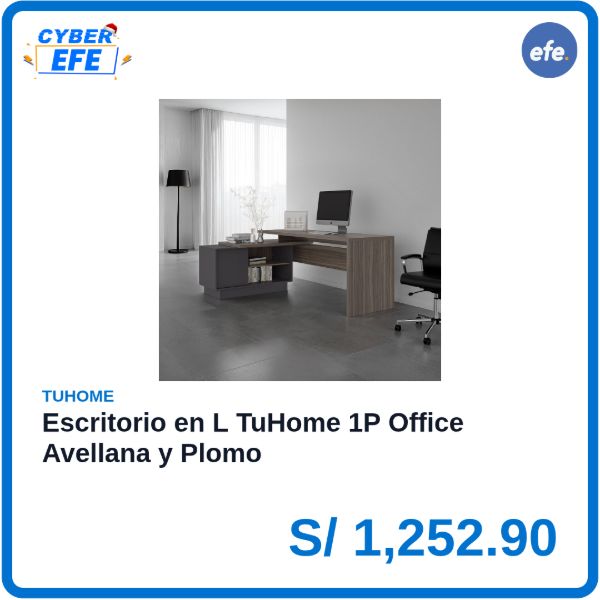 CYBER
EFE
efe.
TUHOME
Escritorio en L TuHome 1P Office
Avellana y Plomo
S/ 1,252.90